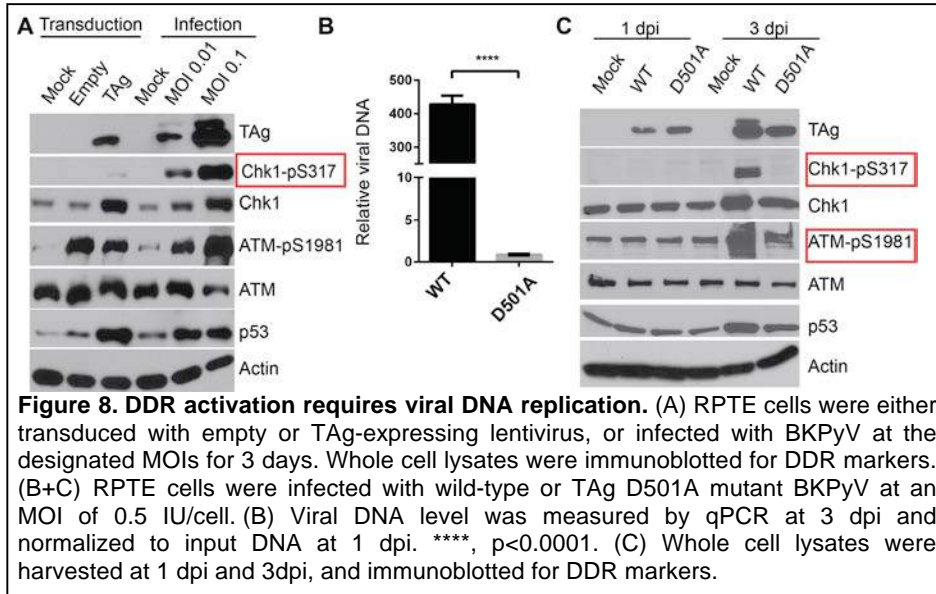 A
Transduction
Infection
Mock
Empty
TAg
Mock
MOI 0.01
MOI 0.1
TAg
Chk1-pS317
Chk1
ATM-pS1981
ATM
p53
Actin
B
****
Relative viral DNA
500
400
300
200
10
5
0
WT
D501A
C
1 dpi
3 dpi
Mock
WT
D501A
Mock
WT
D501A
TAg
Chk1-pS317
Chk1
ATM-pS1981
ATM
p53
Actin
Figure 8. DDR activation requires viral DNA replication. (A) RPTE cells were either
transduced with empty or TAg-expressing lentivirus, or infected with BKPyV at the
designated MOIs for 3 days. Whole cell lysates were immunoblotted for DDR markers.
(B+C) RPTE cells were infected with wild-type or TAg D501A mutant BKPyV at an
MOI of 0.5 IU/cell. (B) Viral DNA level was measured by qPCR at 3 dpi and
normalized to input DNA at 1 dpi. ****, p<0.0001. (C) Whole cell lysates were
harvested at 1 dpi and 3dpi, and immunoblotted for DDR markers.